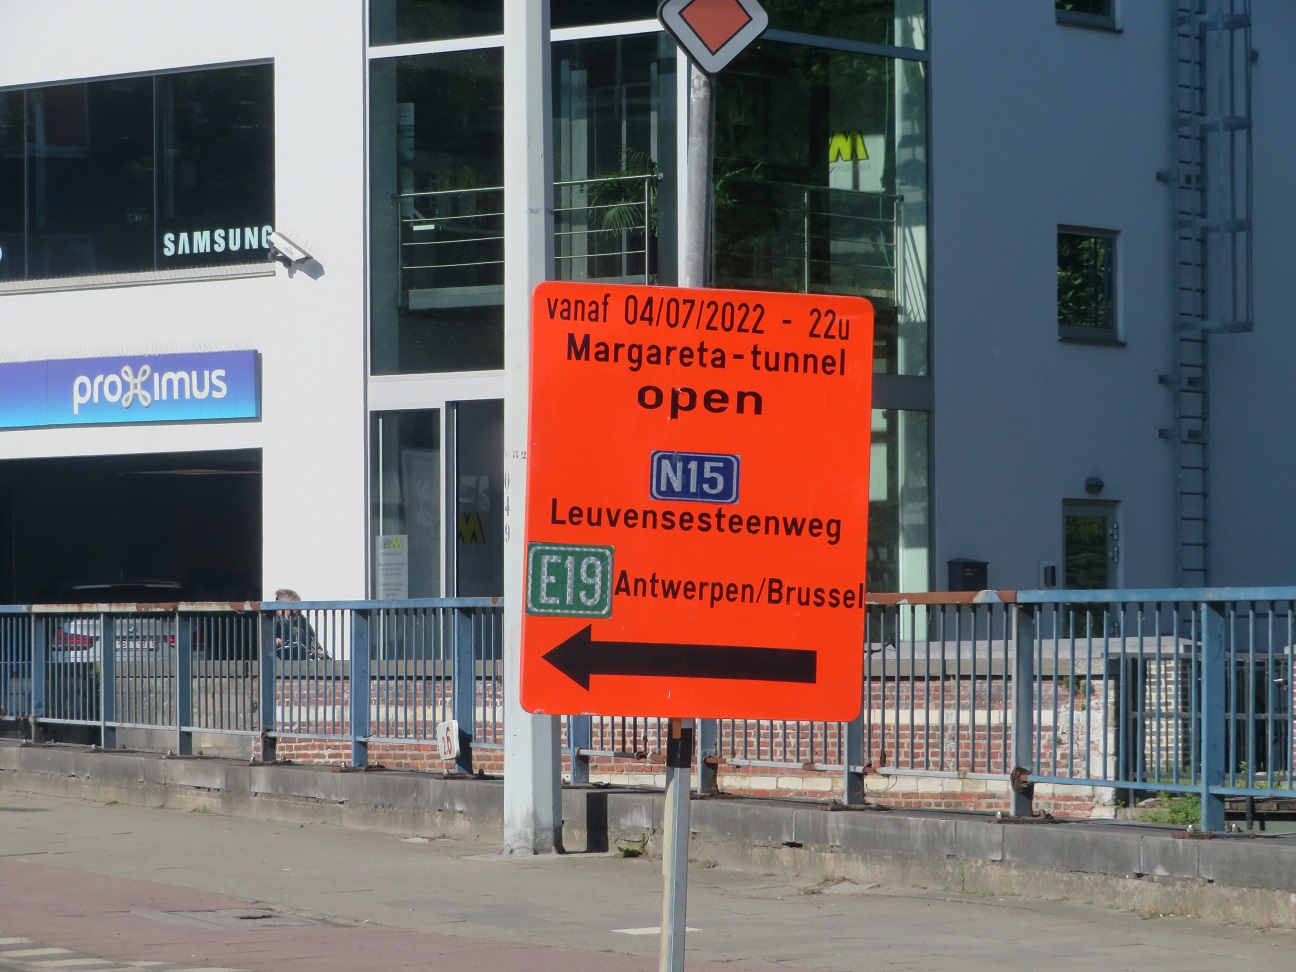 SAMSUNG
proximus
vanaf 04/07/2022 - 22u
Margareta-tunnel
open
N15
Leuvensesteenweg
E19
Antwerpen/Brussel